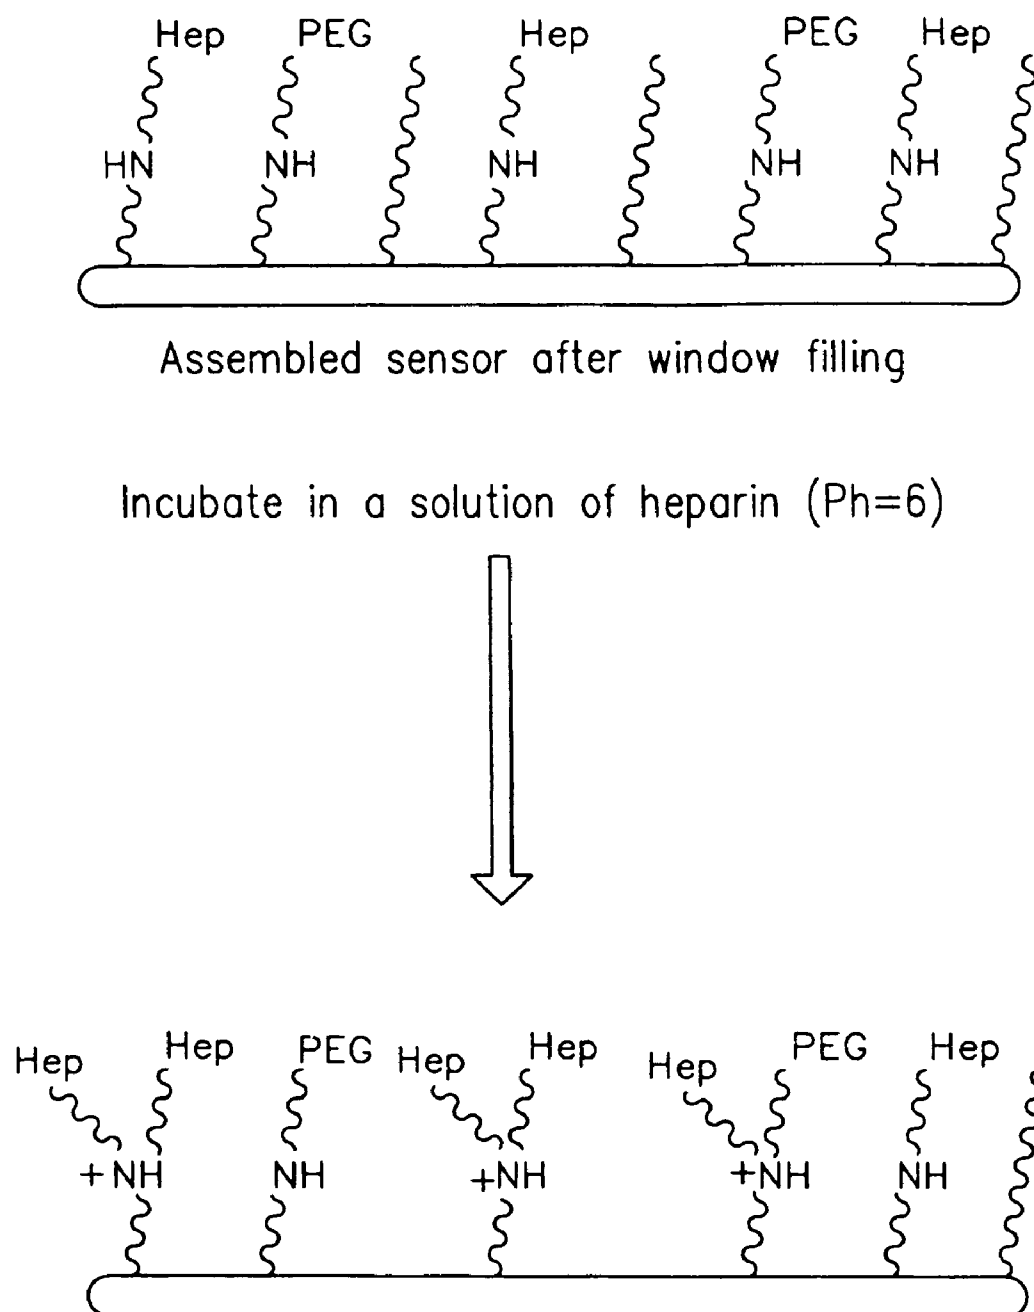 Hep PEG Hep PEG Hep
HN NH NH NH NH
Assembled sensor after window filling
Incubate in a solution of heparin (Ph=6)
Hep Hep PEG Hep Hep Hep PEG Hep
+NH NH +NH +NH NH